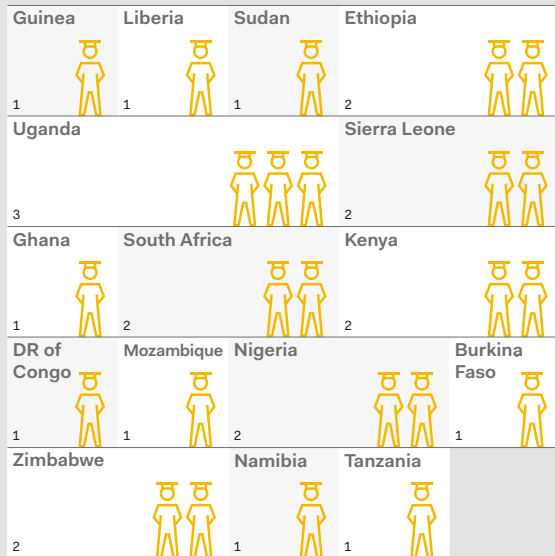 Guinea
1
Liberia
1
Sudan
1
Ethiopia
2
Uganda
3
Sierra Leone
2
Ghana
1
South Africa
2
Kenya
2
DR of
Congo
1
Mozambique
1
Nigeria
2
Burkina
Faso
1
Zimbabwe
2
Namibia
1
Tanzania
1